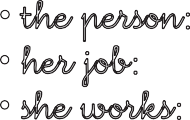 ◦ the person:
◦ her job:
◦ she works: